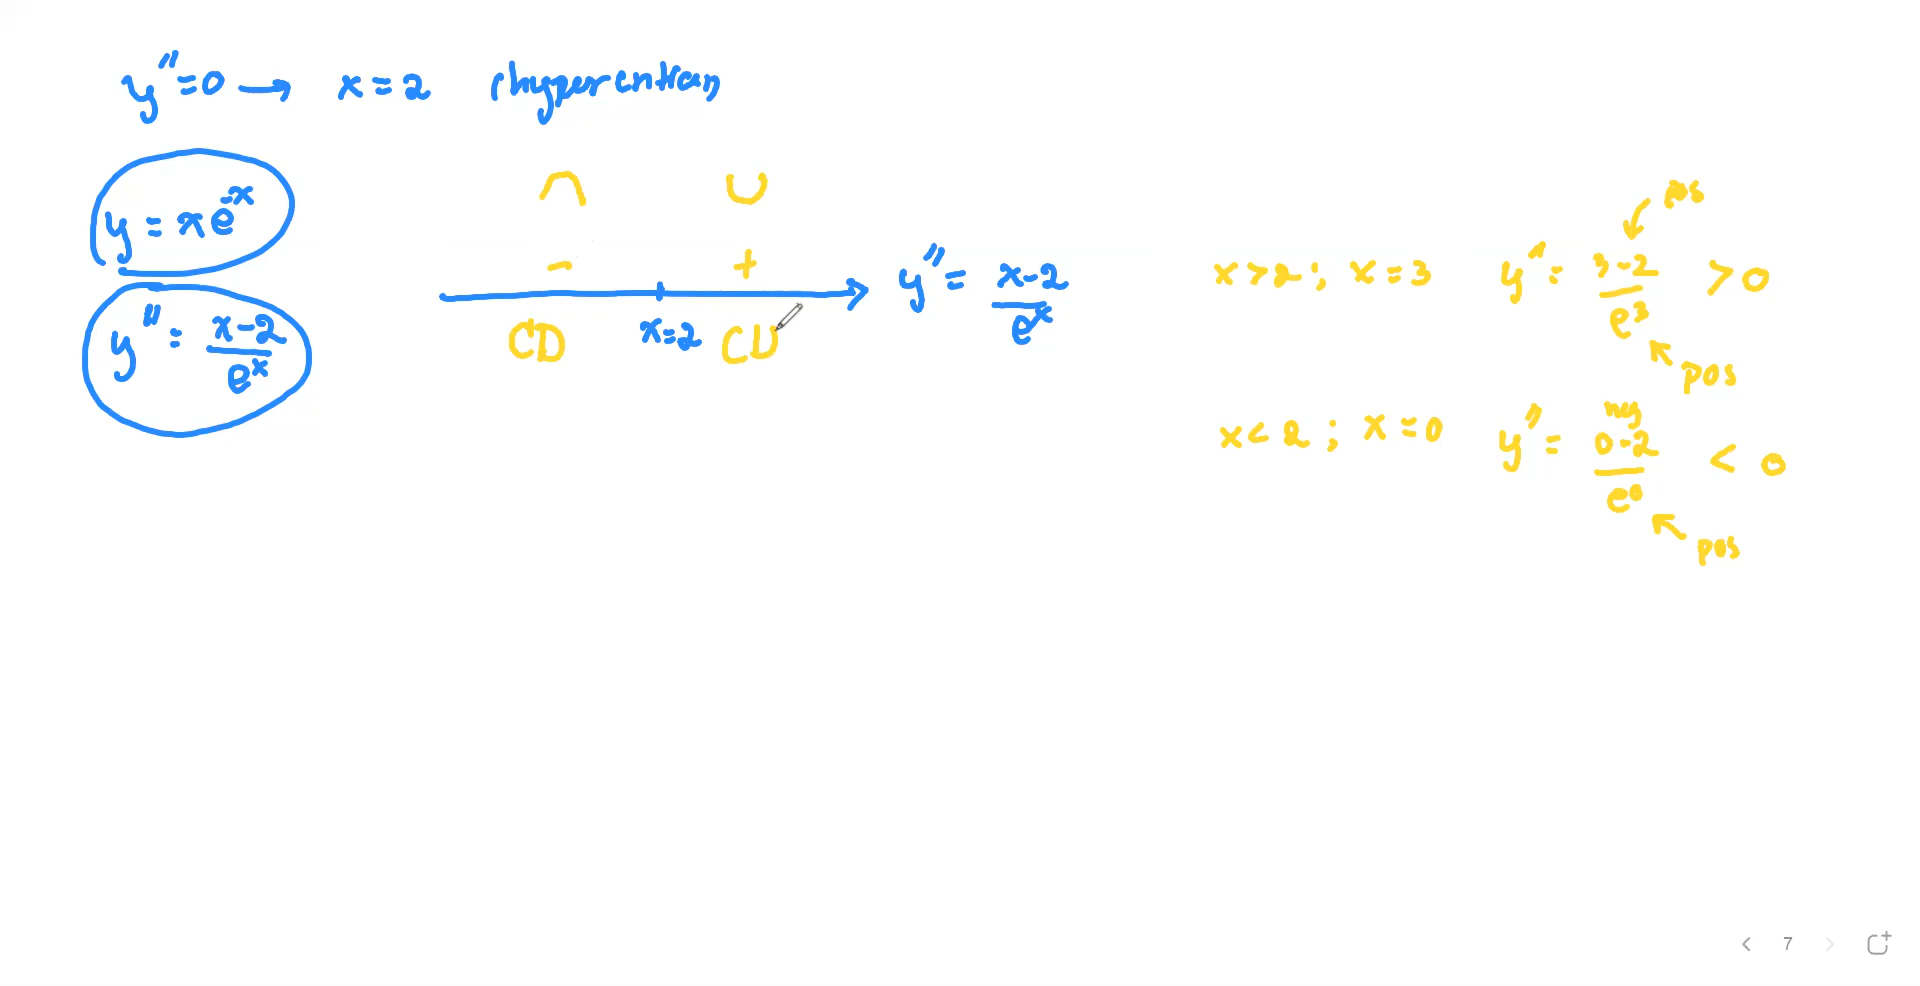 y''=0 → x=2 (hypercritical)
y = xe^-x
y'' = x-2/e^x
∩ ∪
- +
y'' = x-2/e^x
CD x=2 CU
x>2; x=3 y'' = 3-2/e^3 > 0
pos
pos
x<2; x=0 y'' = 0-2/e^0 < 0
neg
pos
7